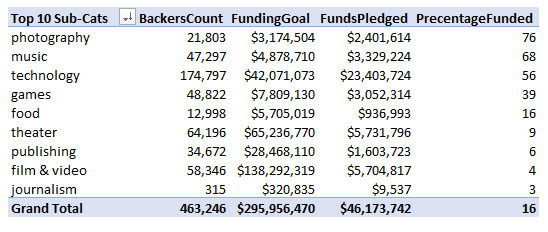 Top 10 Sub-Cats BackersCount FundingGoal FundsPledged PrecentageFunded
photography 21,803 $3,174,504 $2,401,614 76
music 47,297 $4,878,710 $3,329,224 68
technology 174,797 $42,071,073 $23,403,724 56
games 48,822 $7,809,130 $3,052,314 39
food 12,998 $5,705,019 $936,993 16
theater 64,196 $65,236,770 $5,731,796 9
publishing 34,672 $28,468,110 $1,603,723 6
film & video 58,346 $138,292,319 $5,704,817 4
journalism 315 $320,835 $9,537 3
Grand Total 463,246 $295,956,470 $46,173,742 16